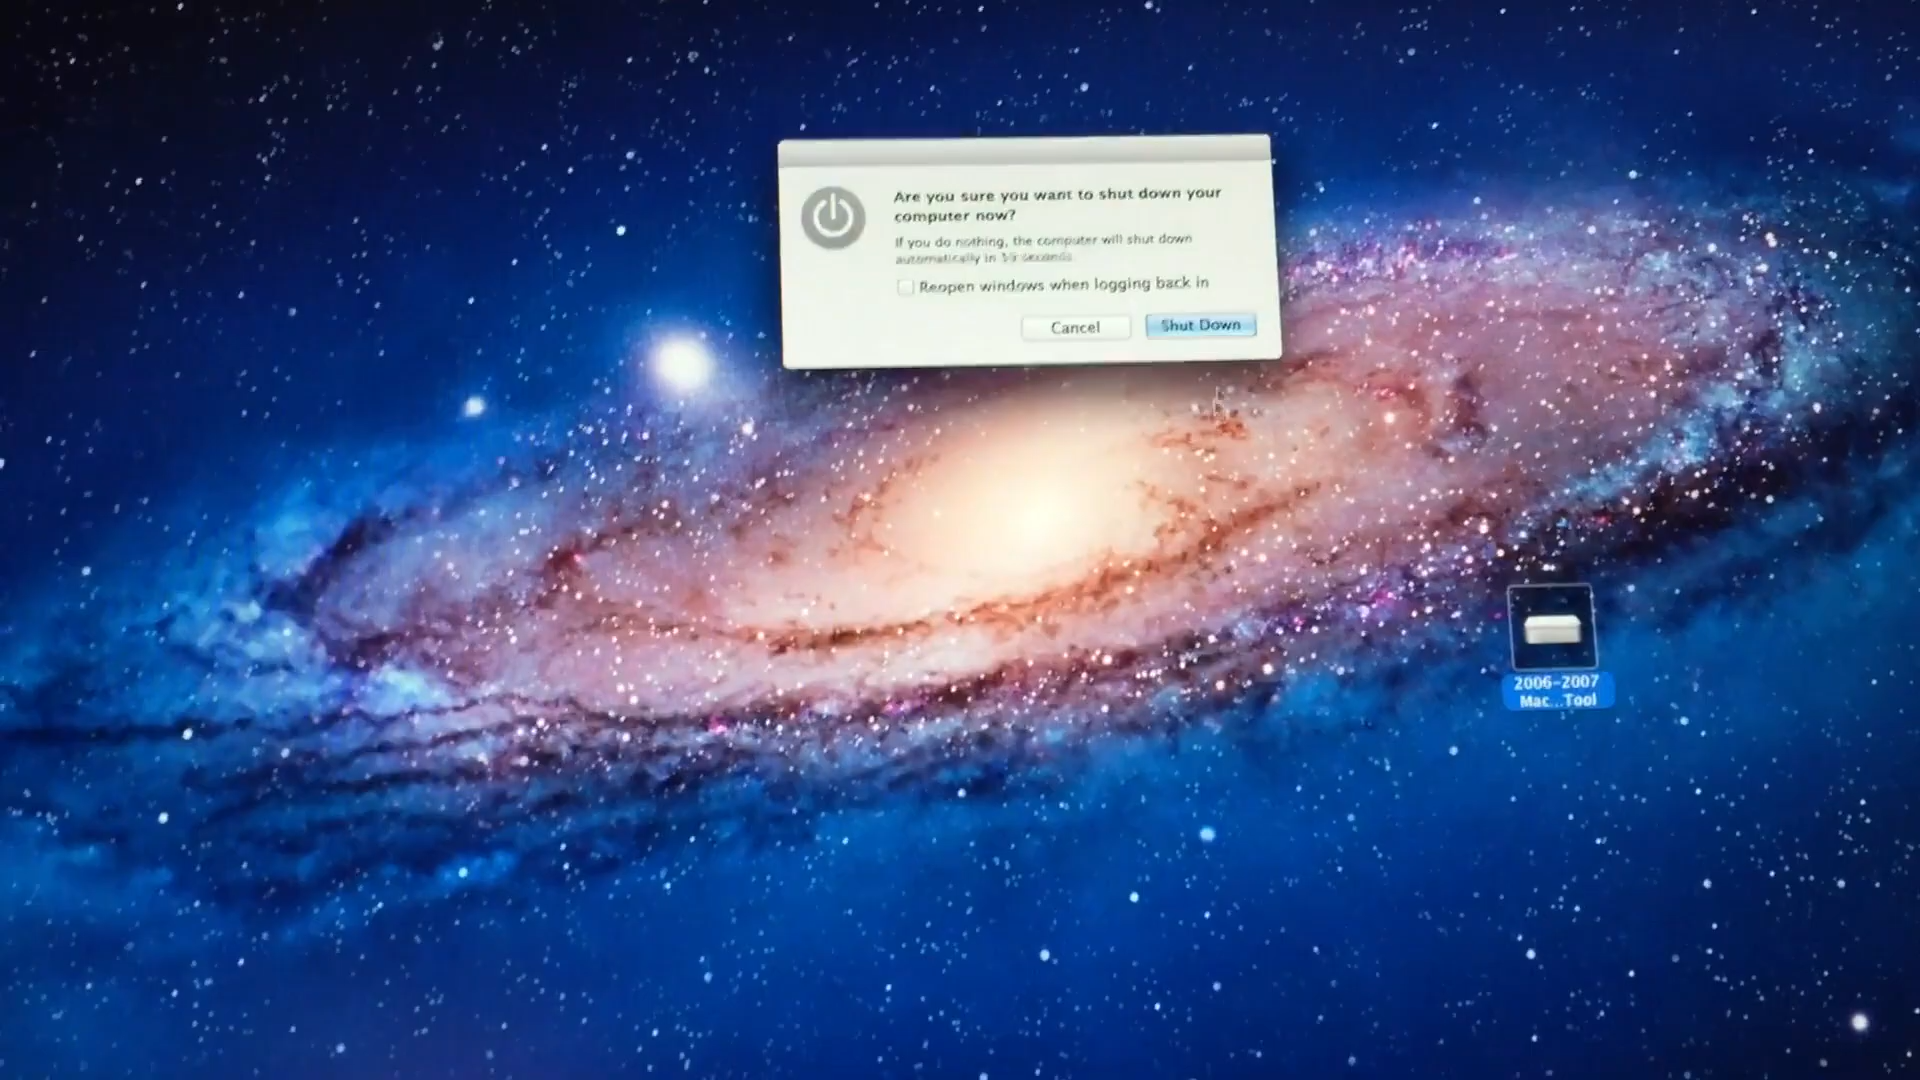 Are you sure you want to shut down your
computer now?
If you do nothing, the computer will shut down
automatically in seconds.
Reopen windows when logging back in
Cancel
Shut Down
2006-2007
Mac...Tool